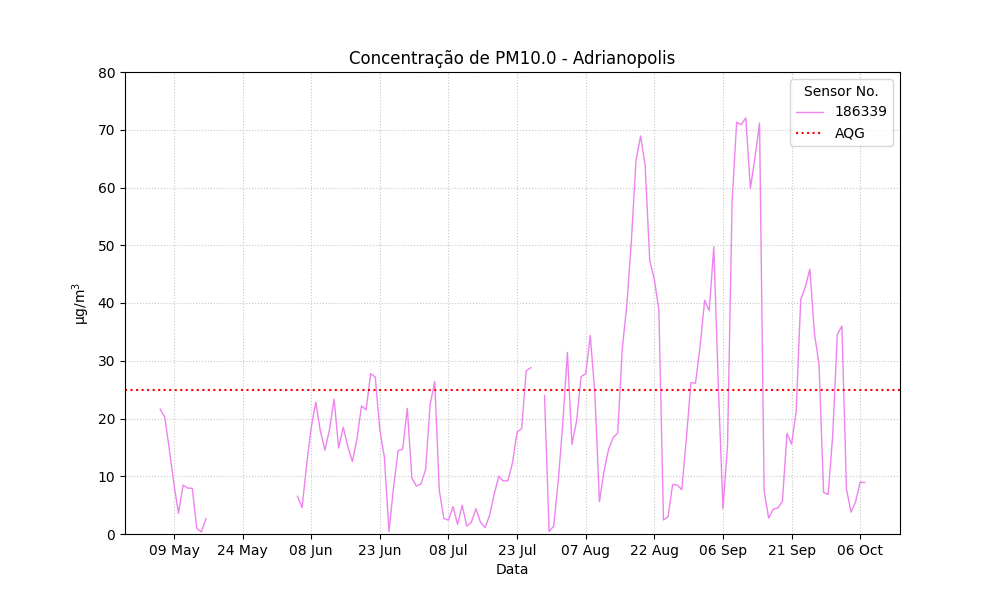 Concentração de PM10.0 - Adrianopolis
Sensor No.
186339
AQG
80
70
60
50
40
30
20
10
0
µg/m³
09 May
24 May
08 Jun
23 Jun
08 Jul
23 Jul
07 Aug
22 Aug
06 Sep
21 Sep
06 Oct
Data